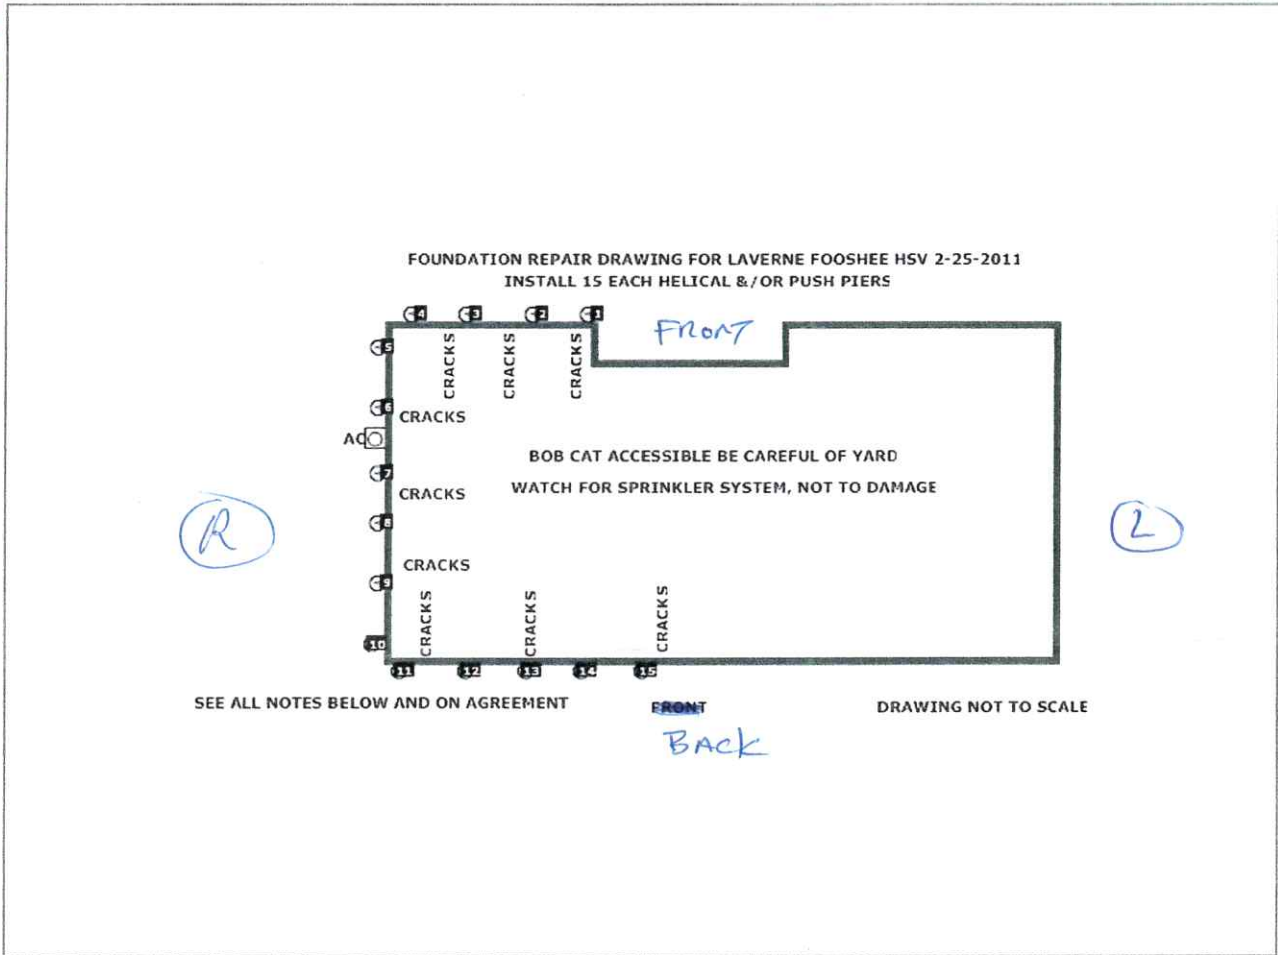 FOUNDATION REPAIR DRAWING FOR LAVERNE FOOSHEE HSV 2-25-2011
INSTALL 15 EACH HELICAL &/OR PUSH PIERS
4
3
2
1
FRONT
5
CRACKS
CRACKS
CRACKS
6
CRACKS
AC
BOB CAT ACCESSIBLE BE CAREFUL OF YARD
7
WATCH FOR SPRINKLER SYSTEM, NOT TO DAMAGE
CRACKS
R
8
L
CRACKS
9
CRACKS
CRACKS
CRACKS
10
11
12
13
14
15
SEE ALL NOTES BELOW AND ON AGREEMENT
FRONT
DRAWING NOT TO SCALE
BACK